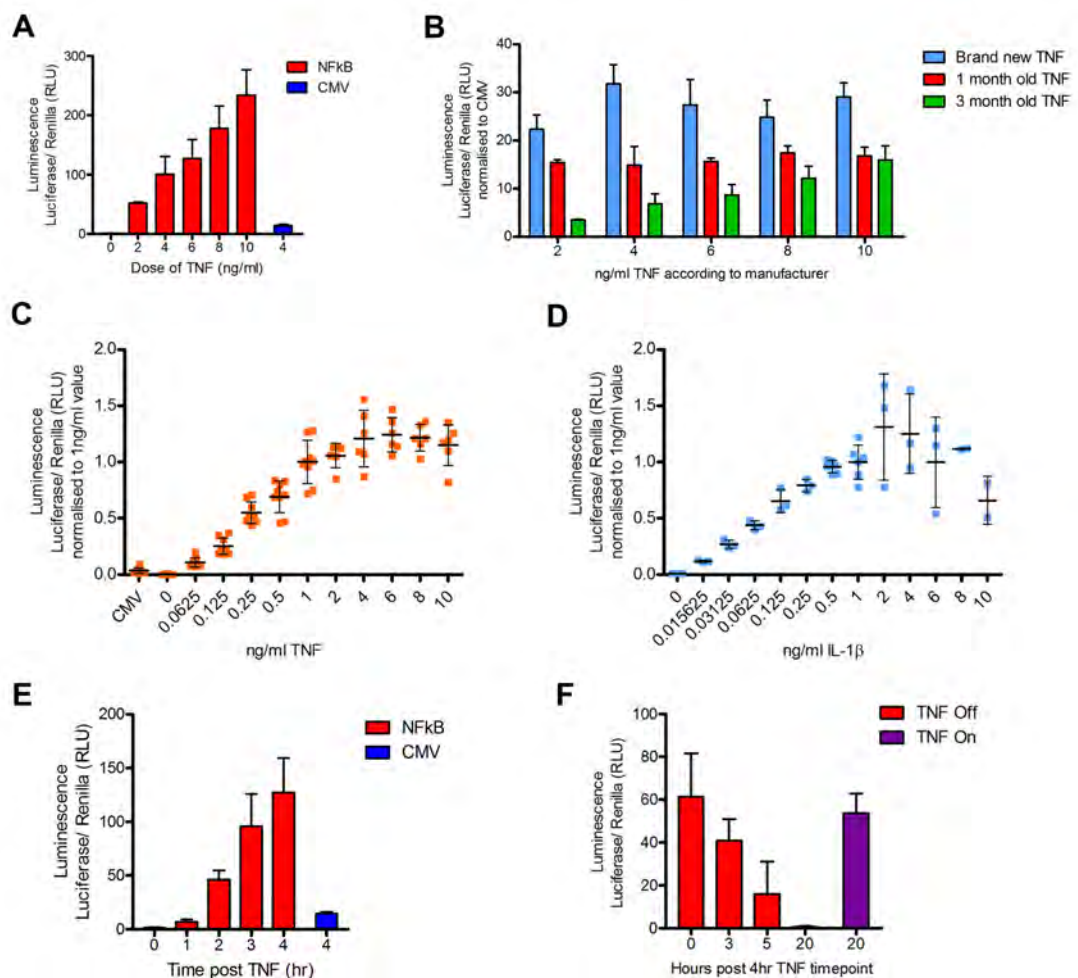 A
Luminescence
Luciferase/ Renilla (RLU)
300
200
100
0
0 2 4 6 8 10 4
Dose of TNF (ng/ml)
NFkB
CMV
B
Luminescence
Luciferase/ Renilla (RLU)
normalised to CMV
40
30
20
10
0
2 4 6 8 10
ng/ml TNF according to manufacturer
Brand new TNF
1 month old TNF
3 month old TNF
C
Luminescence
Luciferase/ Renilla (RLU)
normalised to 1ng/ml value
2.0
1.5
1.0
0.5
0.0
CMV 0 0.0625 0.125 0.25 0.5 1 2 4 6 8 10
ng/ml TNF
D
Luminescence
Luciferase/ Renilla (RLU)
normalised to 1ng/ml value
2.0
1.5
1.0
0.5
0.0
0 0.015625 0.03125 0.0625 0.125 0.25 0.5 1 2 4 6 8 10
ng/ml IL-1β
E
Luminescence
Luciferase/ Renilla (RLU)
200
150
100
50
0
0 1 2 3 4 4
Time post TNF (hr)
NFkB
CMV
F
Luminescence
Luciferase/ Renilla (RLU)
100
80
60
40
20
0
0 3 5 20 20
Hours post 4hr TNF timepoint
TNF Off
TNF On